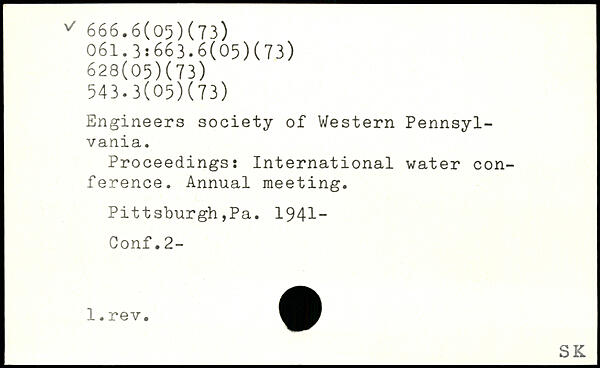 ✓ 666.6(05)(73)
061.3:663.6(05)(73)
628(05)(73)
543.3(05)(73)
Engineers society of Western Pennsyl-
vania.
Proceedings: International water con-
ference. Annual meeting.
Pittsburgh,Pa. 1941-
Conf.2-
1.rev.
SK